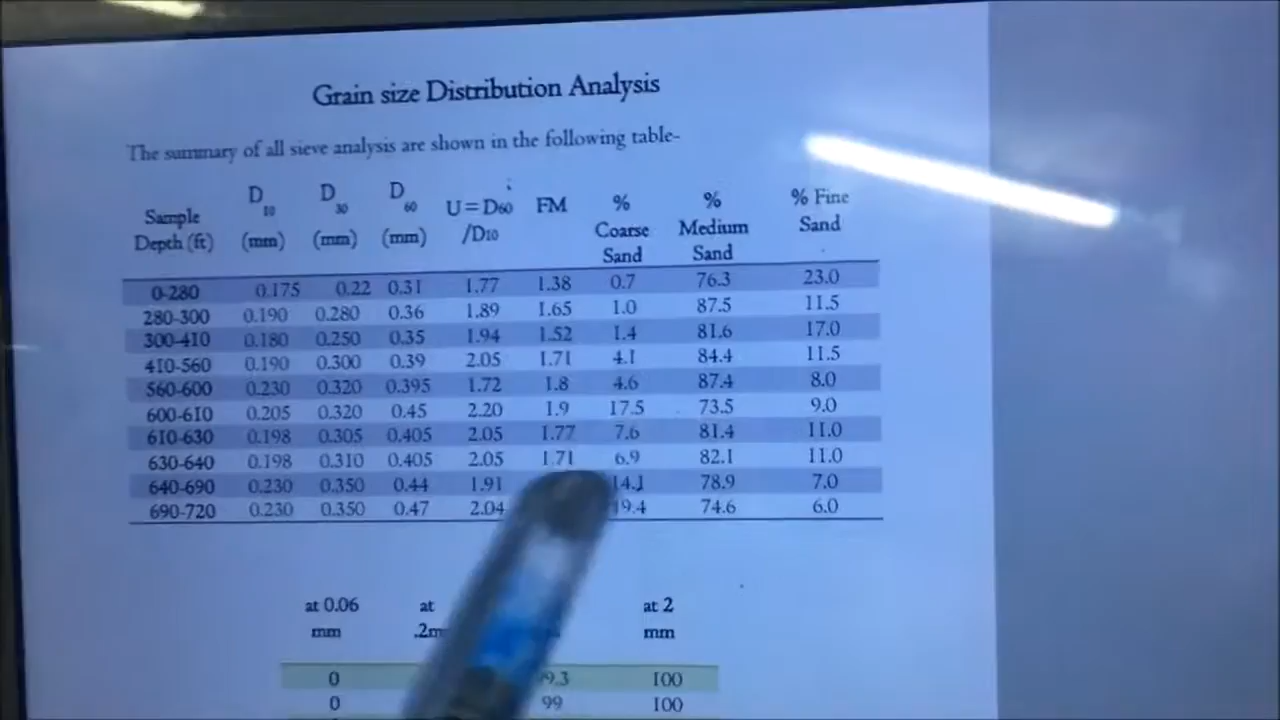 Grain size Distribution Analysis
The summary of all sieve analysis are shown in the following table-
Sample Depth (ft) D10 (mm) D30 (mm) D60 (mm) U = D60 /D10 FM % Coarse Sand % Medium Sand % Fine Sand
0-280 0.175 0.22 0.31 1.77 1.38 0.7 76.3 23.0
280-300 0.190 0.280 0.36 1.89 1.65 1.0 87.5 11.5
300-410 0.180 0.250 0.35 1.94 1.52 1.4 81.6 17.0
410-560 0.190 0.300 0.39 2.05 1.71 4.1 84.4 11.5
560-600 0.230 0.320 0.395 1.72 1.8 4.6 87.4 8.0
600-610 0.205 0.320 0.45 2.20 1.9 17.5 73.5 9.0
610-630 0.198 0.305 0.405 2.05 1.77 7.6 81.4 11.0
630-640 0.198 0.310 0.405 2.05 1.71 6.9 82.1 11.0
640-690 0.230 0.350 0.44 1.91 14.1 78.9 7.0
690-720 0.230 0.350 0.47 2.04 19.4 74.6 6.0
at 0.06 mm at .2m at 2 mm
0 9.3 100
0 99 100